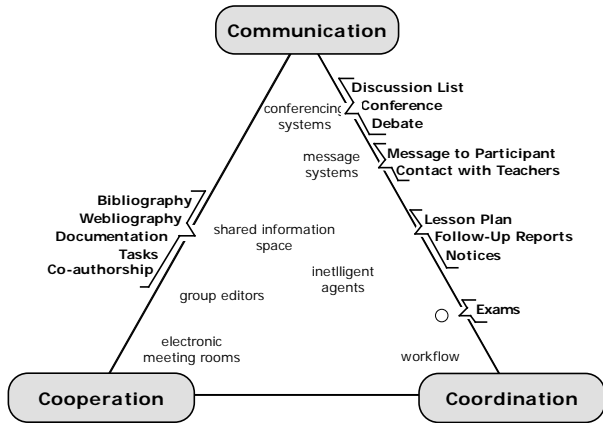 Communication
Discussion List
Conference
Debate
conferencing
systems
Message to Participant
Contact with Teachers
message
systems
Bibliography
Webliography
Documentation
Tasks
Co-authorship
shared information
space
Lesson Plan
Follow-Up Reports
Notices
inetlligent
agents
group editors
Exams
electronic
meeting rooms
workflow
Cooperation
Coordination